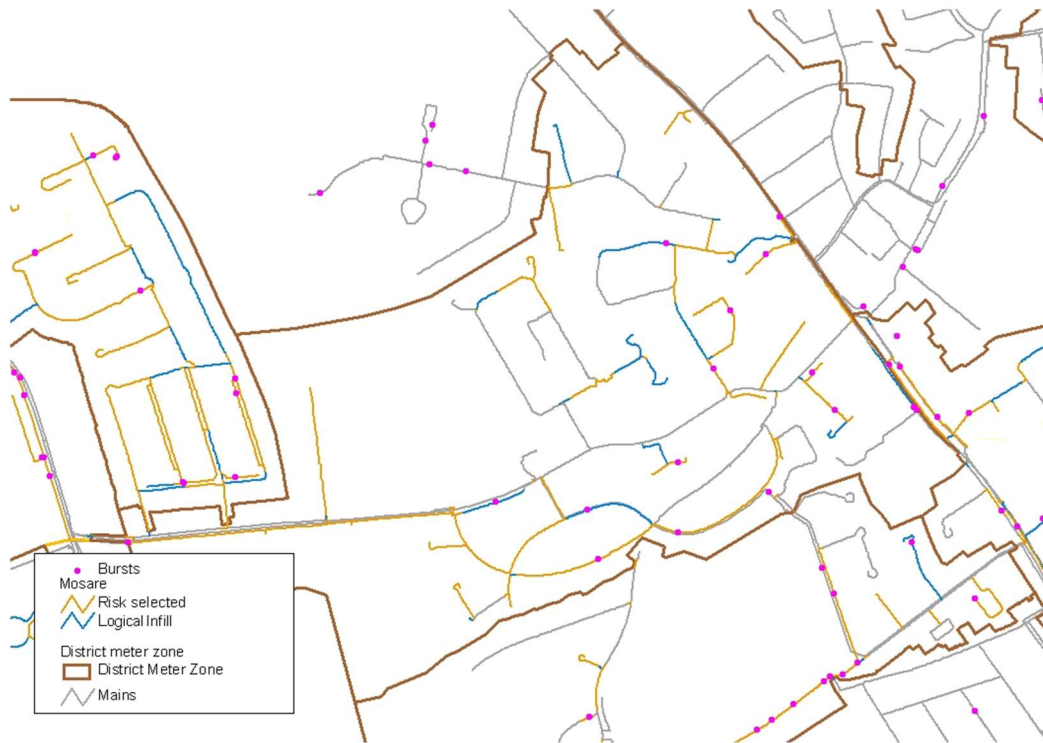 Bursts
Mosare
Risk selected
Logical Infill
District meter zone
District Meter Zone
Mains